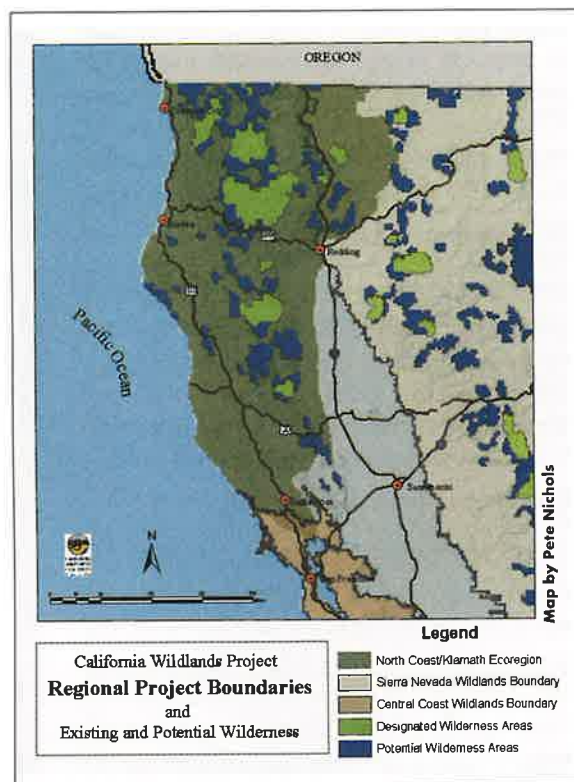 OREGON
Redding
Pacific Ocean
N
Map by Pete Nichols
Legend
North Coast/Klamath Ecoregion
Sierra Nevada Wildlands Boundary
Central Coast Wildlands Boundary
Designated Wilderness Areas
Potential Wilderness Areas
California Wildlands Project
Regional Project Boundaries
and
Existing and Potential Wilderness